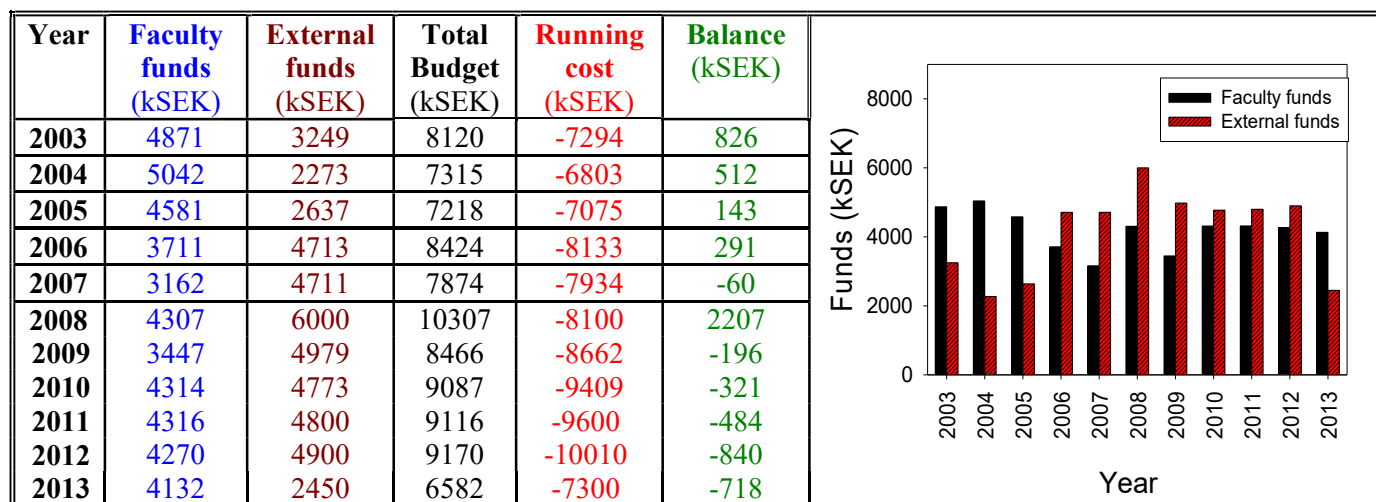 Year Faculty funds (kSEK) External funds (kSEK) Total Budget (kSEK) Running cost (kSEK) Balance (kSEK)
2003 4871 3249 8120 -7294 826
2004 5042 2273 7315 -6803 512
2005 4581 2637 7218 -7075 143
2006 3711 4713 8424 -8133 291
2007 3162 4711 7874 -7934 -60
2008 4307 6000 10307 -8100 2207
2009 3447 4979 8466 -8662 -196
2010 4314 4773 9087 -9409 -321
2011 4316 4800 9116 -9600 -484
2012 4270 4900 9170 -10010 -840
2013 4132 2450 6582 -7300 -718
Faculty funds
External funds
Funds (kSEK)
8000
6000
4000
2000
0
2003 2004 2005 2006 2007 2008 2009 2010 2011 2012 2013
Year